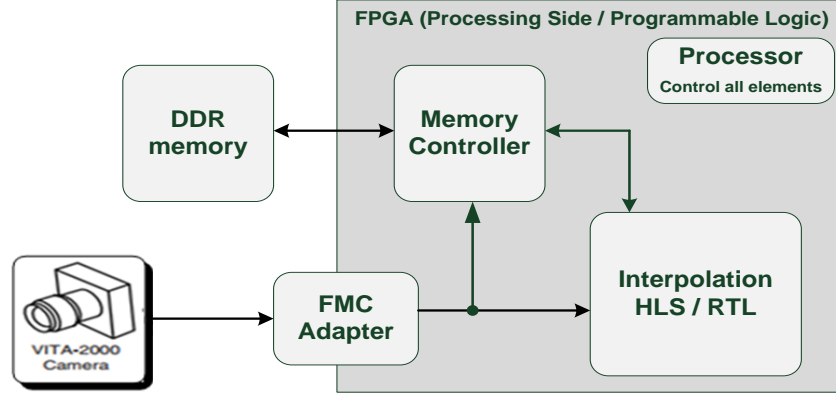 FPGA (Processing Side / Programmable Logic)
Processor
Control all elements
DDR
memory
Memory
Controller
Interpolation
HLS / RTL
FMC
Adapter
VITA-2000
Camera